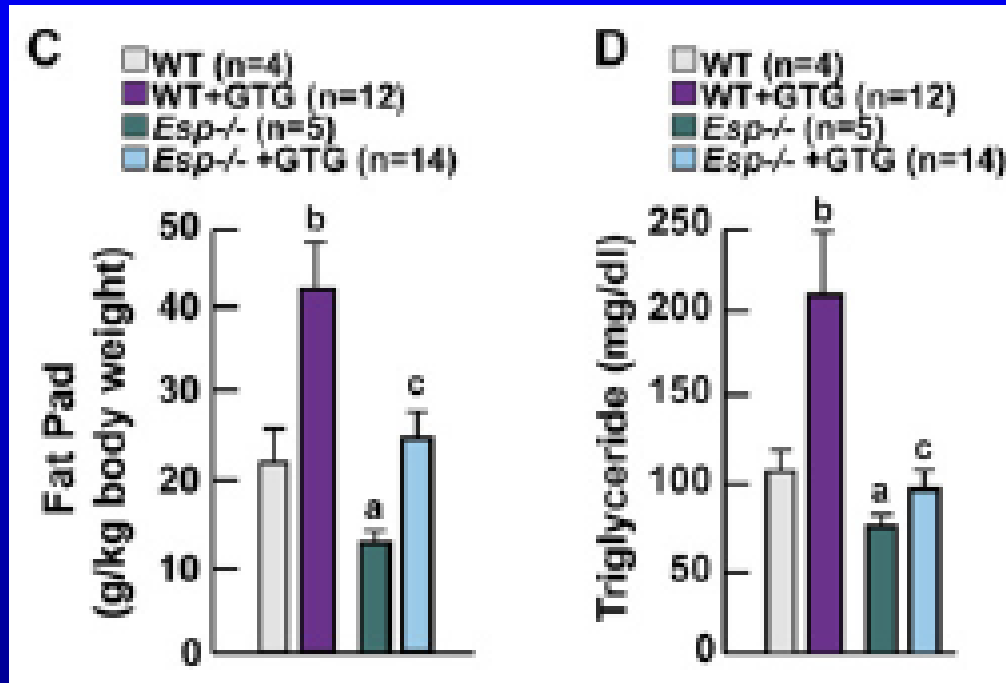 C
WT (n=4)
WT+GTG (n=12)
Esp-/- (n=5)
Esp-/- +GTG (n=14)
50
40
30
20
10
0
Fat Pad
(g/kg body weight)
b
a
c
D
WT (n=4)
WT+GTG (n=12)
Esp-/- (n=5)
Esp-/- +GTG (n=14)
250
200
150
100
50
0
Triglyceride (mg/dl)
b
a
c